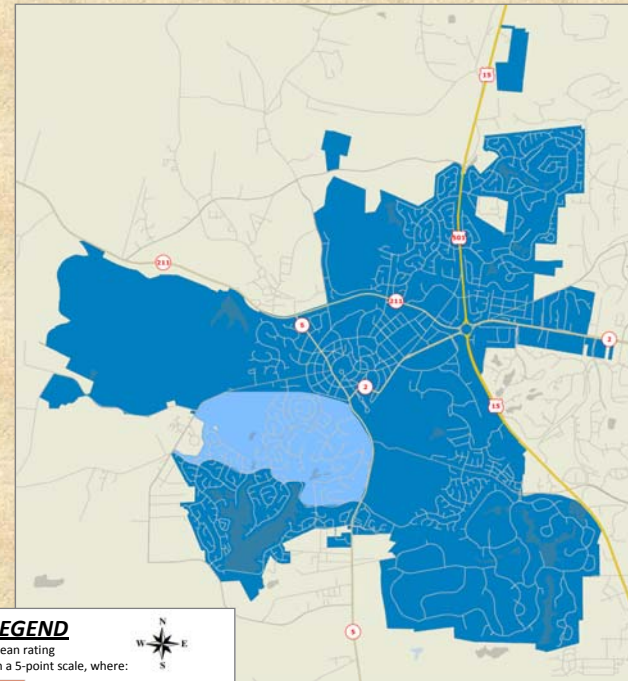 15
501
211
211
5
2
2
15
5
LEGEND
N
W E
S
ean rating
n a 5-point scale, where: